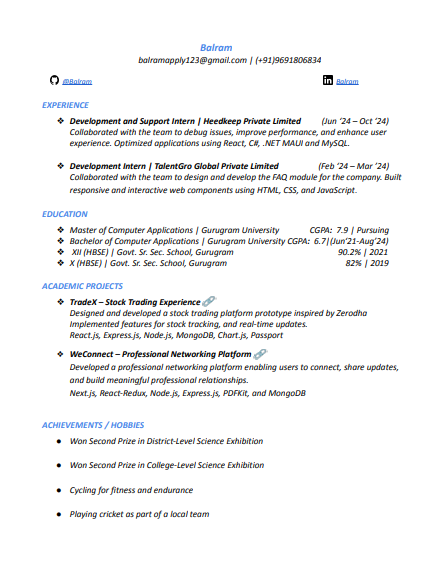 Balram
balramapply123@gmail.com | (+91)9691806834
@Balram Balram
EXPERIENCE
❖ Development and Support Intern | Heedkeep Private Limited (Jun ’24 – Oct ’24)
Collaborated with the team to debug issues, improve performance, and enhance user
experience. Optimized applications using React, C#, .NET MAUI and MySQL.
❖ Development Intern | TalentGro Global Private Limited (Feb ’24 – Mar ’24)
Collaborated with the team to design and develop the FAQ module for the company. Built
responsive and interactive web components using HTML, CSS, and JavaScript.
EDUCATION
❖ Master of Computer Applications | Gurugram University CGPA: 7.9 | Pursuing
❖ Bachelor of Computer Applications | Gurugram University CGPA: 6.7|(Jun’21-Aug’24)
❖ XII (HBSE) | Govt. Sr. Sec. School, Gurugram 90.2% | 2021
❖ X (HBSE) | Govt. Sr. Sec. School, Gurugram 82% | 2019
ACADEMIC PROJECTS
❖ TradeX – Stock Trading Experience
Designed and developed a stock trading platform prototype inspired by Zerodha
Implemented features for stock tracking, and real-time updates.
React.js, Express.js, Node.js, MongoDB, Chart.js, Passport
❖ WeConnect – Professional Networking Platform
Developed a professional networking platform enabling users to connect, share updates,
and build meaningful professional relationships.
Next.js, React-Redux, Node.js, Express.js, PDFKit, and MongoDB
ACHIEVEMENTS / HOBBIES
● Won Second Prize in District-Level Science Exhibition
● Won Second Prize in College-Level Science Exhibition
● Cycling for fitness and endurance
● Playing cricket as part of a local team